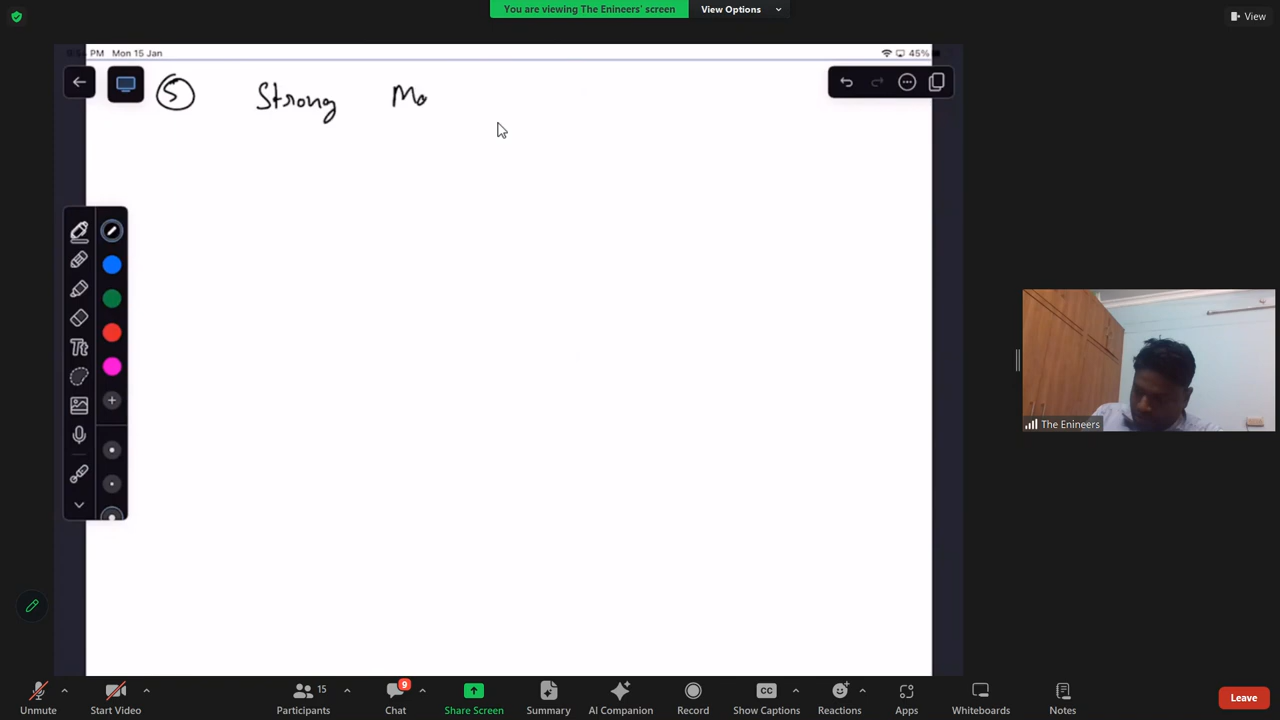 You are viewing The Enineers' screen
View Options
View
PM Mon 15 Jan
45%
5 Strong Mo
Tt
The Enineers
Unmute
Start Video
15
Participants
9
Chat
Share Screen
Summary
AI Companion
Record
CC
Show Captions
Reactions
Apps
Whiteboards
Notes
Leave